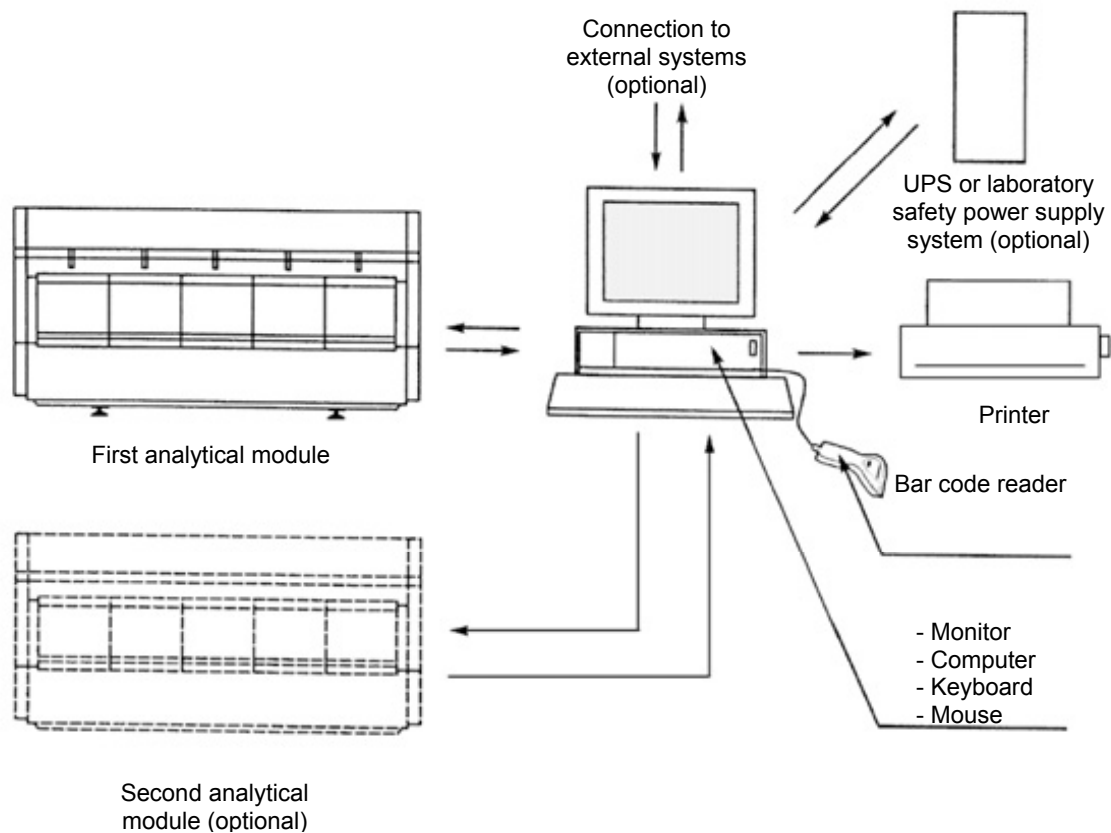 Connection to
external systems
(optional)
UPS or laboratory
safety power supply
system (optional)
First analytical module
Printer
Bar code reader
- Monitor
- Computer
- Keyboard
- Mouse
Second analytical
module (optional)